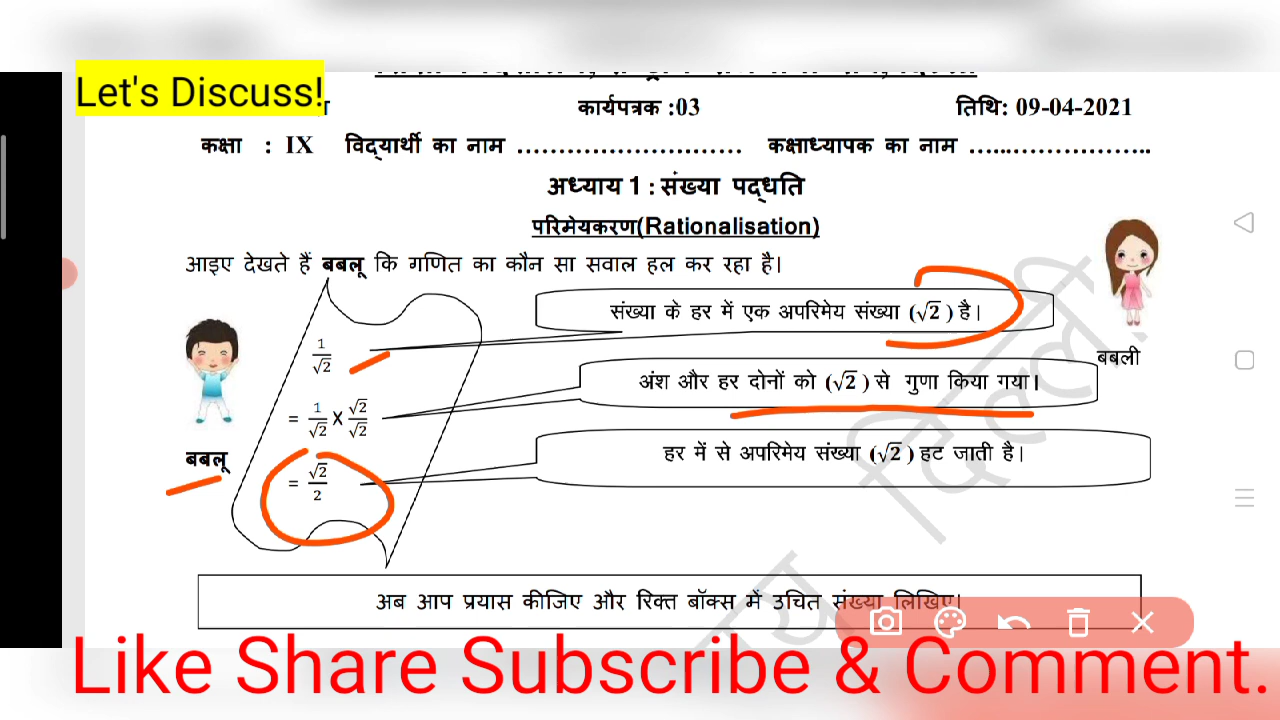 Let's Discuss!
कार्यपत्रक :03 तिथि: 09-04-2021
कक्षा : IX विद्यार्थी का नाम ........................... कक्षाध्यापक का नाम ......................
अध्याय 1 : संख्या पद्धति
परिमेयकरण(Rationalisation)
आइए देखते हैं बबलू कि गणित का कौन सा सवाल हल कर रहा है।
संख्या के हर में एक अपरिमेय संख्या (√2 ) है।
1/√2
बबली
अंश और हर दोनों को (√2 ) से गुणा किया गया।
= 1/√2 X √2/√2
हर में से अपरिमेय संख्या (√2 ) हट जाती है।
बबलू
= √2/2
अब आप प्रयास कीजिए और रिक्त बॉक्स में उचित संख्या लिखिए।
Like Share Subscribe & Comment.